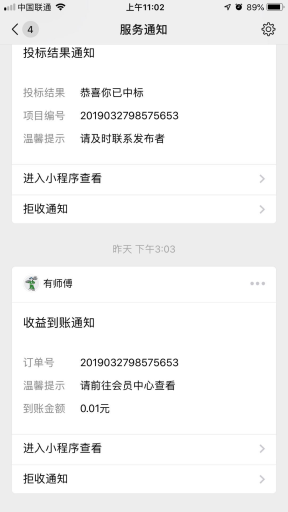 中国联通
上午11:02
89%
4
服务通知
投标结果通知
投标结果 恭喜你已中标
项目编号 2019032798575653
温馨提示 请及时联系发布者
进入小程序查看
拒收通知
昨天 下午3:03
有师傅
收益到账通知
订单号 2019032798575653
温馨提示 请前往会员中心查看
到账金额 0.01元
进入小程序查看
拒收通知